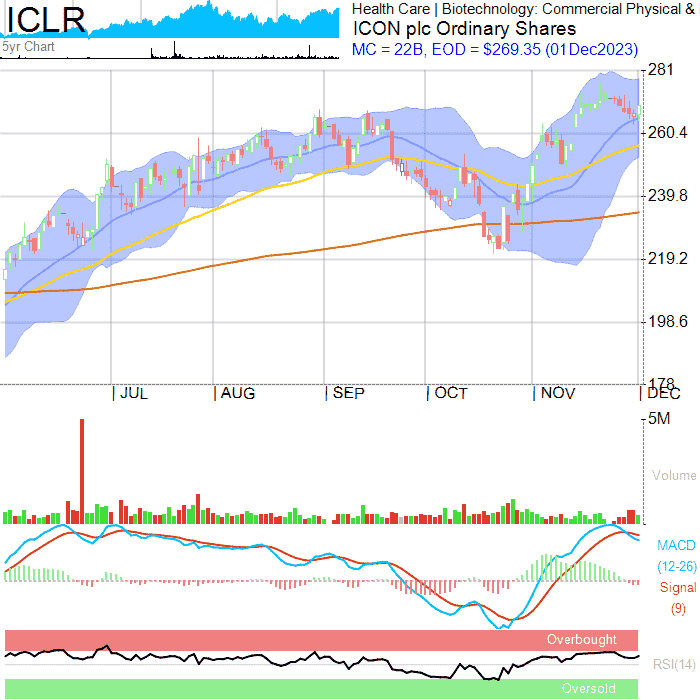 ICLR
5yr Chart
Health Care | Biotechnology: Commercial Physical &
ICON plc Ordinary Shares
MC = 22B, EOD = $269.35 (01Dec2023)
281
260.4
239.8
219.2
198.6
178
JUL
AUG
SEP
OCT
NOV
DEC
5M
Volume
MACD
(12-26)
Signal
(9)
Overbought
RSI(14)
Oversold